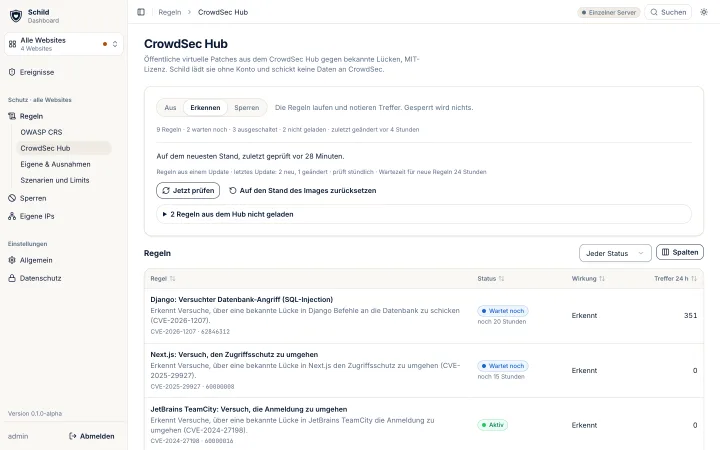 Schild
Dashboard
Alle Websites
4 Websites
Ereignisse
Schutz · alle Websites
Regeln
OWASP CRS
CrowdSec Hub
Eigene & Ausnahmen
Szenarien und Limits
Sperren
Eigene IPs
Einstellungen
Allgemein
Datenschutz
Version 0.1.0-alpha
admin
Abmelden
Regeln
CrowdSec Hub
Einzelner Server
Suchen
CrowdSec Hub
Öffentliche virtuelle Patches aus dem CrowdSec Hub gegen bekannte Lücken, MIT-
Lizenz. Schild lädt sie ohne Konto und schickt keine Daten an CrowdSec.
Aus
Erkennen
Sperren
Die Regeln laufen und notieren Treffer. Gesperrt wird nichts.
9 Regeln · 2 warten noch · 3 ausgeschaltet · 2 nicht geladen · zuletzt geändert vor 4 Stunden
Auf dem neuesten Stand, zuletzt geprüft vor 28 Minuten.
Regeln aus einem Update · letztes Update: 2 neu, 1 geändert · prüft stündlich · Wartezeit für neue Regeln 24 Stunden
Jetzt prüfen
Auf den Stand des Images zurücksetzen
2 Regeln aus dem Hub nicht geladen
Regeln
Jeder Status
Spalten
Regel
Status
Wirkung
Treffer 24 h
Django: Versuchter Datenbank-Angriff (SQL-Injection)
Erkennt Versuche, über eine bekannte Lücke in Django Befehle an die Datenbank zu schicken
(CVE-2026-1207).
CVE-2026-1207 · 62846312
Wartet noch
noch 20 Stunden
Erkennt
351
Next.js: Versuch, den Zugriffsschutz zu umgehen
Erkennt Versuche, über eine bekannte Lücke in Next.js den Zugriffsschutz zu umgehen (CVE-
2025-29927).
CVE-2025-29927 · 60000008
Wartet noch
noch 15 Stunden
Erkennt
0
JetBrains TeamCity: Versuch, die Anmeldung zu umgehen
Erkennt Versuche, über eine bekannte Lücke in JetBrains TeamCity die Anmeldung zu
umgehen (CVE-2024-27198).
CVE-2024-27198 · 60000016
Aktiv
Erkennt
0